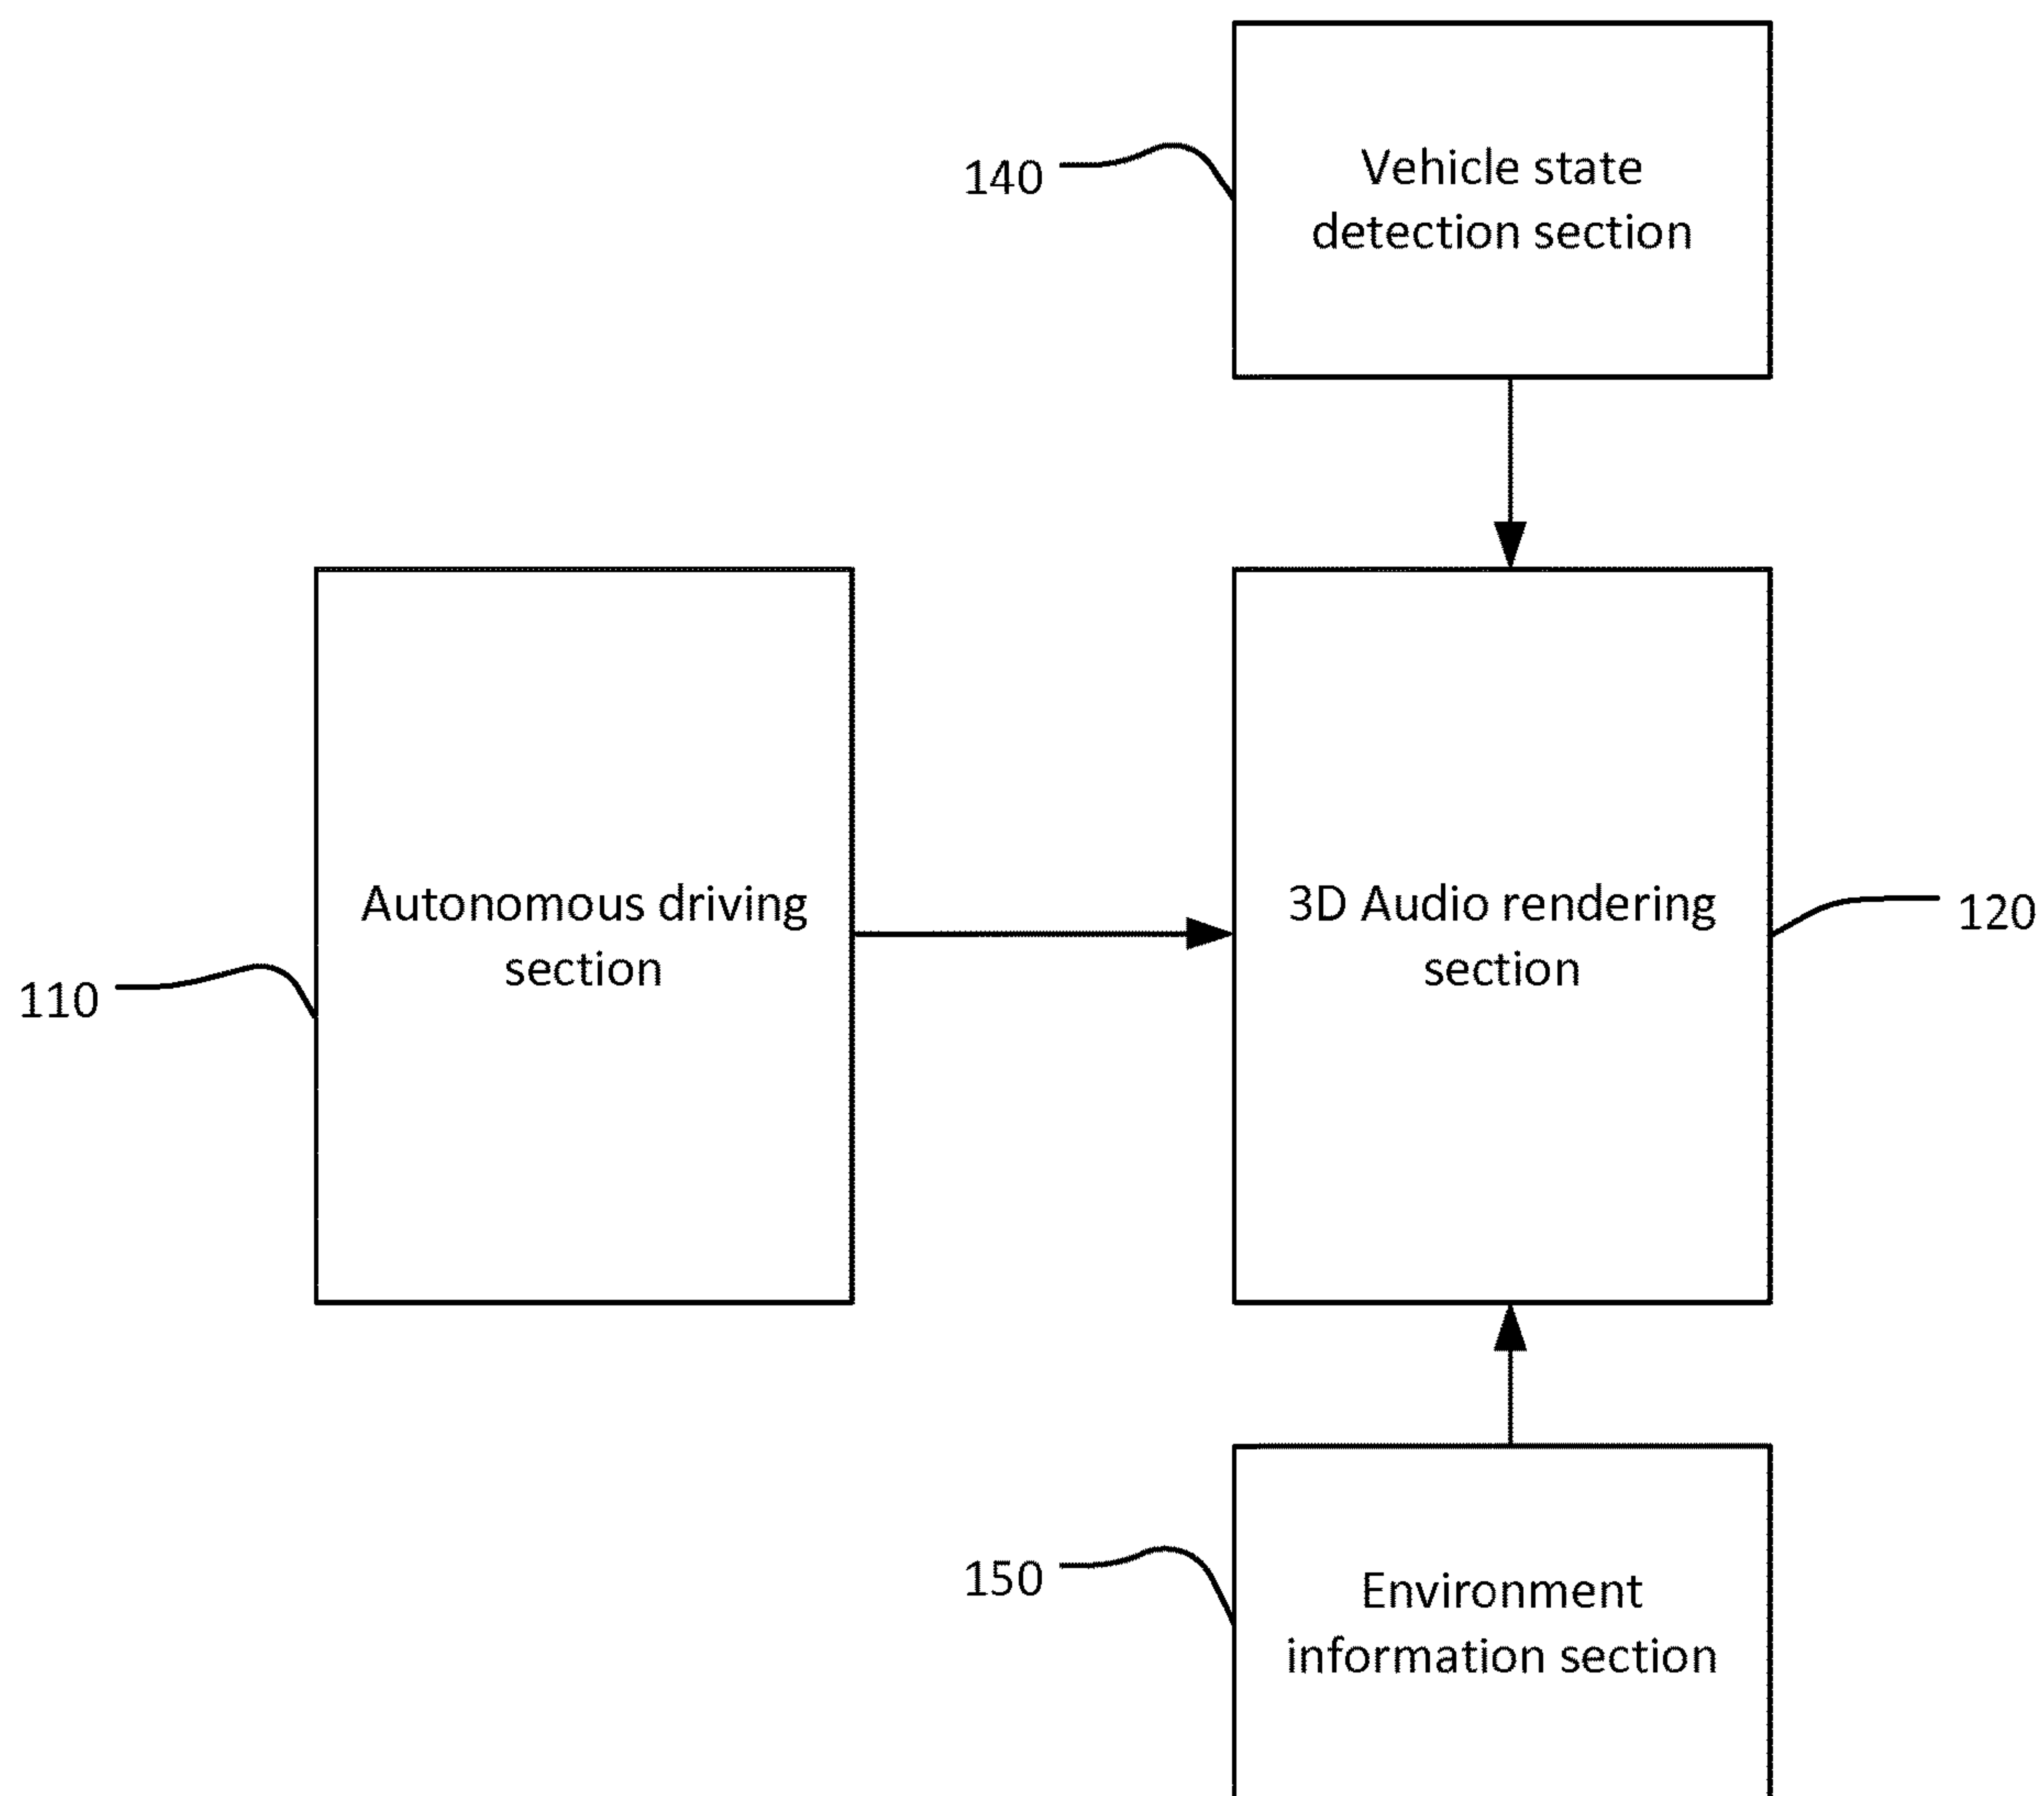 140
Vehicle state
detection section
110
Autonomous driving
section
3D Audio rendering
section
120
150
Environment
information section